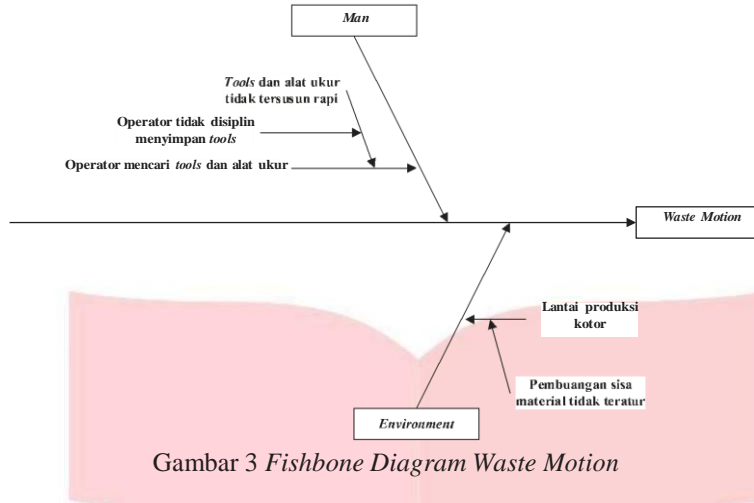 Man
Tools dan alat ukur
tidak tersusun rapi
Operator tidak disiplin
menyimpan tools
Operator mencari tools dan alat ukur
Waste Motion
Lantai produksi
kotor
Pembuangan sisa
material tidak teratur
Environment
Gambar 3 Fishbone Diagram Waste Motion